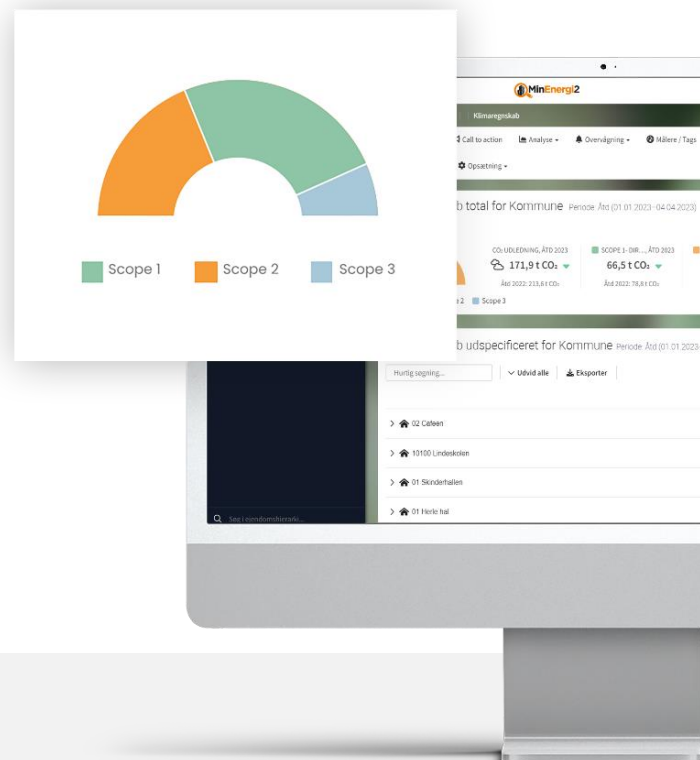 Scope 1
Scope 2
Scope 3
MinEnergi2
Klimaregnskab
Call to action
Analyse
Overvågning
Målere / Tags
Opsætning
b total for Kommune Periode: Åtd (01.01 2023 - 04.04.2023)
CO₂ UDLEDNING, ÅTD 2023
171,9 t CO₂
Åtd 2022: 213,6 t CO₂
SCOPE 1 - DIR..., ÅTD 2023
66,5 t CO₂
Åtd 2022: 78,8 t CO₂
2 Scope 3
b udspecificeret for Kommune Periode: Åtd (01.01 2023-
Hurtig søgning...
Udvid alle
Eksporter
02 Cafeen
10100 Lindeskolen
01 Skinderhallen
01 Herle hal
Søg i ejendomshierarki...